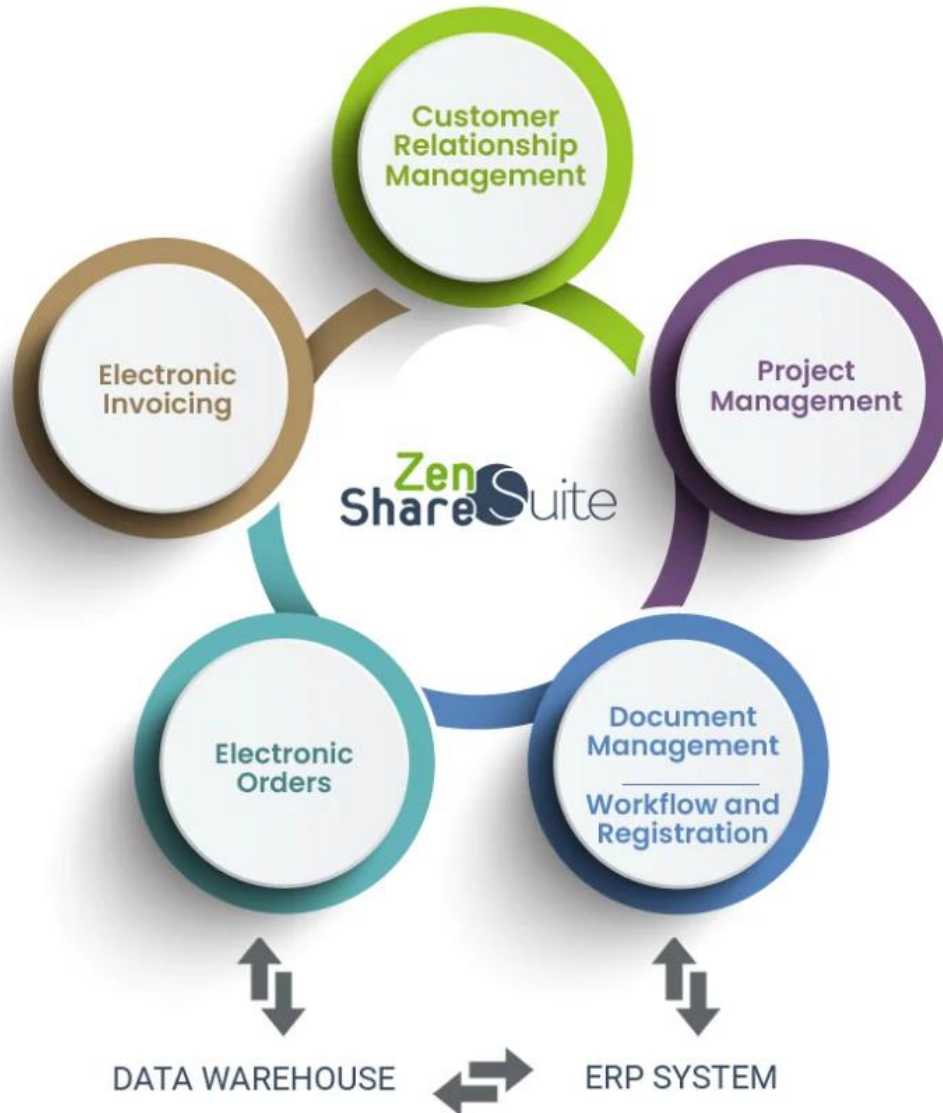 Customer
Relationship
Management
Electronic
Invoicing
Project
Management
Zen
ShareSuite
Electronic
Orders
Document
Management
Workflow and
Registration
DATA WAREHOUSE
ERP SYSTEM